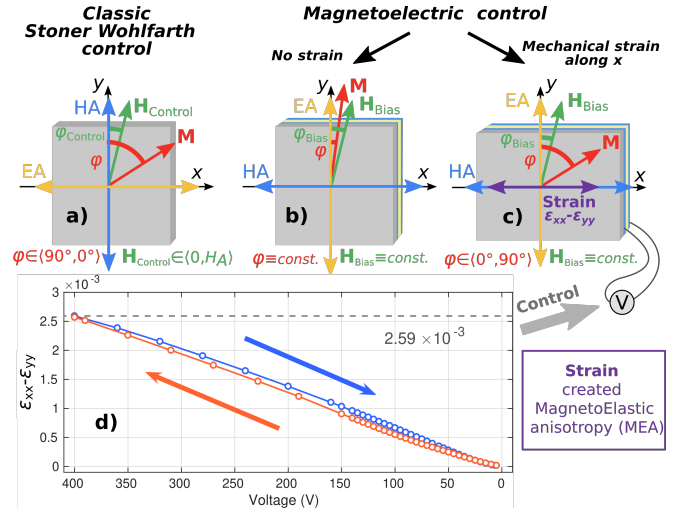 Classic
Stoner Wohlfarth
control
Magnetoelectric control
No strain
Mechanical strain
along x
y
HA
H_Control
φ_Control
M
φ
EA
x
a)
φ∈⟨90°,0°⟩
H_Control∈⟨0,H_A⟩
y
M
EA
H_Bias
φ_Bias
φ
HA
x
b)
φ≡const.
H_Bias≡const.
y
EA
H_Bias
φ_Bias
φ
M
HA
x
Strain
ε_xx-ε_yy
c)
φ∈⟨0°,90°⟩
H_Bias≡const.
Control
V
Strain
created
MagnetoElastic
anisotropy (MEA)
×10⁻³
3
2.5
2
1.5
1
0.5
0
ε_xx-ε_yy
2.59 ×10⁻³
d)
400 350 300 250 200 150 100 50 0
Voltage (V)